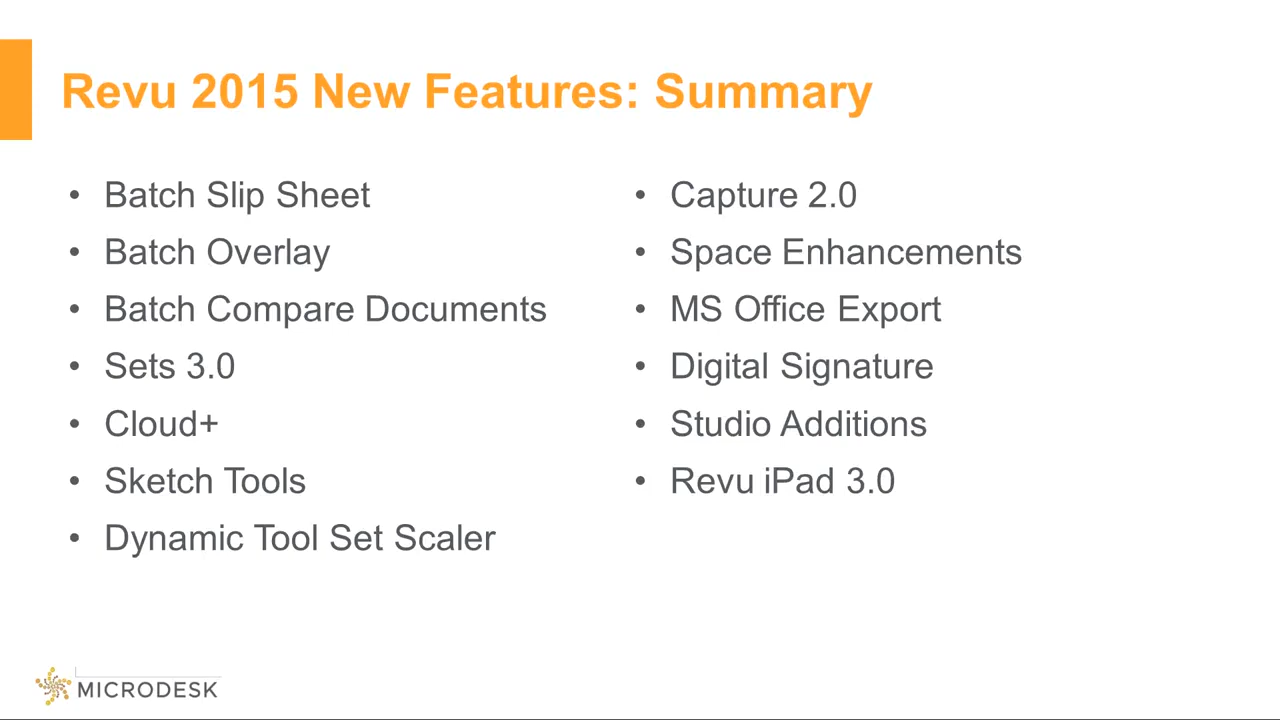 Revu 2015 New Features: Summary
• Batch Slip Sheet
• Batch Overlay
• Batch Compare Documents
• Sets 3.0
• Cloud+
• Sketch Tools
• Dynamic Tool Set Scaler
• Capture 2.0
• Space Enhancements
• MS Office Export
• Digital Signature
• Studio Additions
• Revu iPad 3.0
MICRODESK